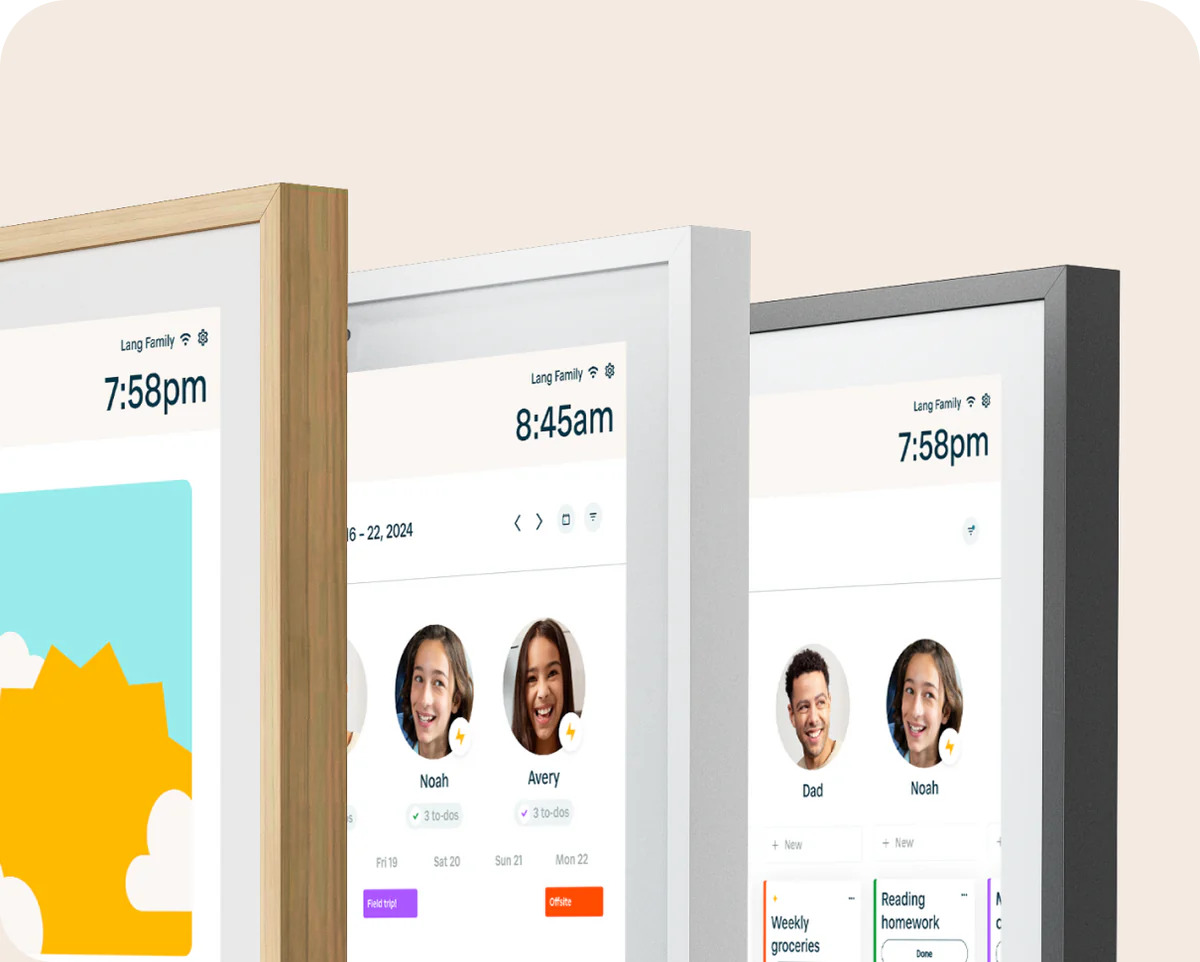 Lang Family
7:58pm
Lang Family
8:45am
16 - 22, 2024
Noah
Avery
3 to-dos
3 to-dos
Fri 19
Sat 20
Sun 21
Mon 22
Field trip!
Offsite
Lang Family
7:58pm
Dad
Noah
+ New
+ New
+
Weekly
groceries
Reading
homework
Done